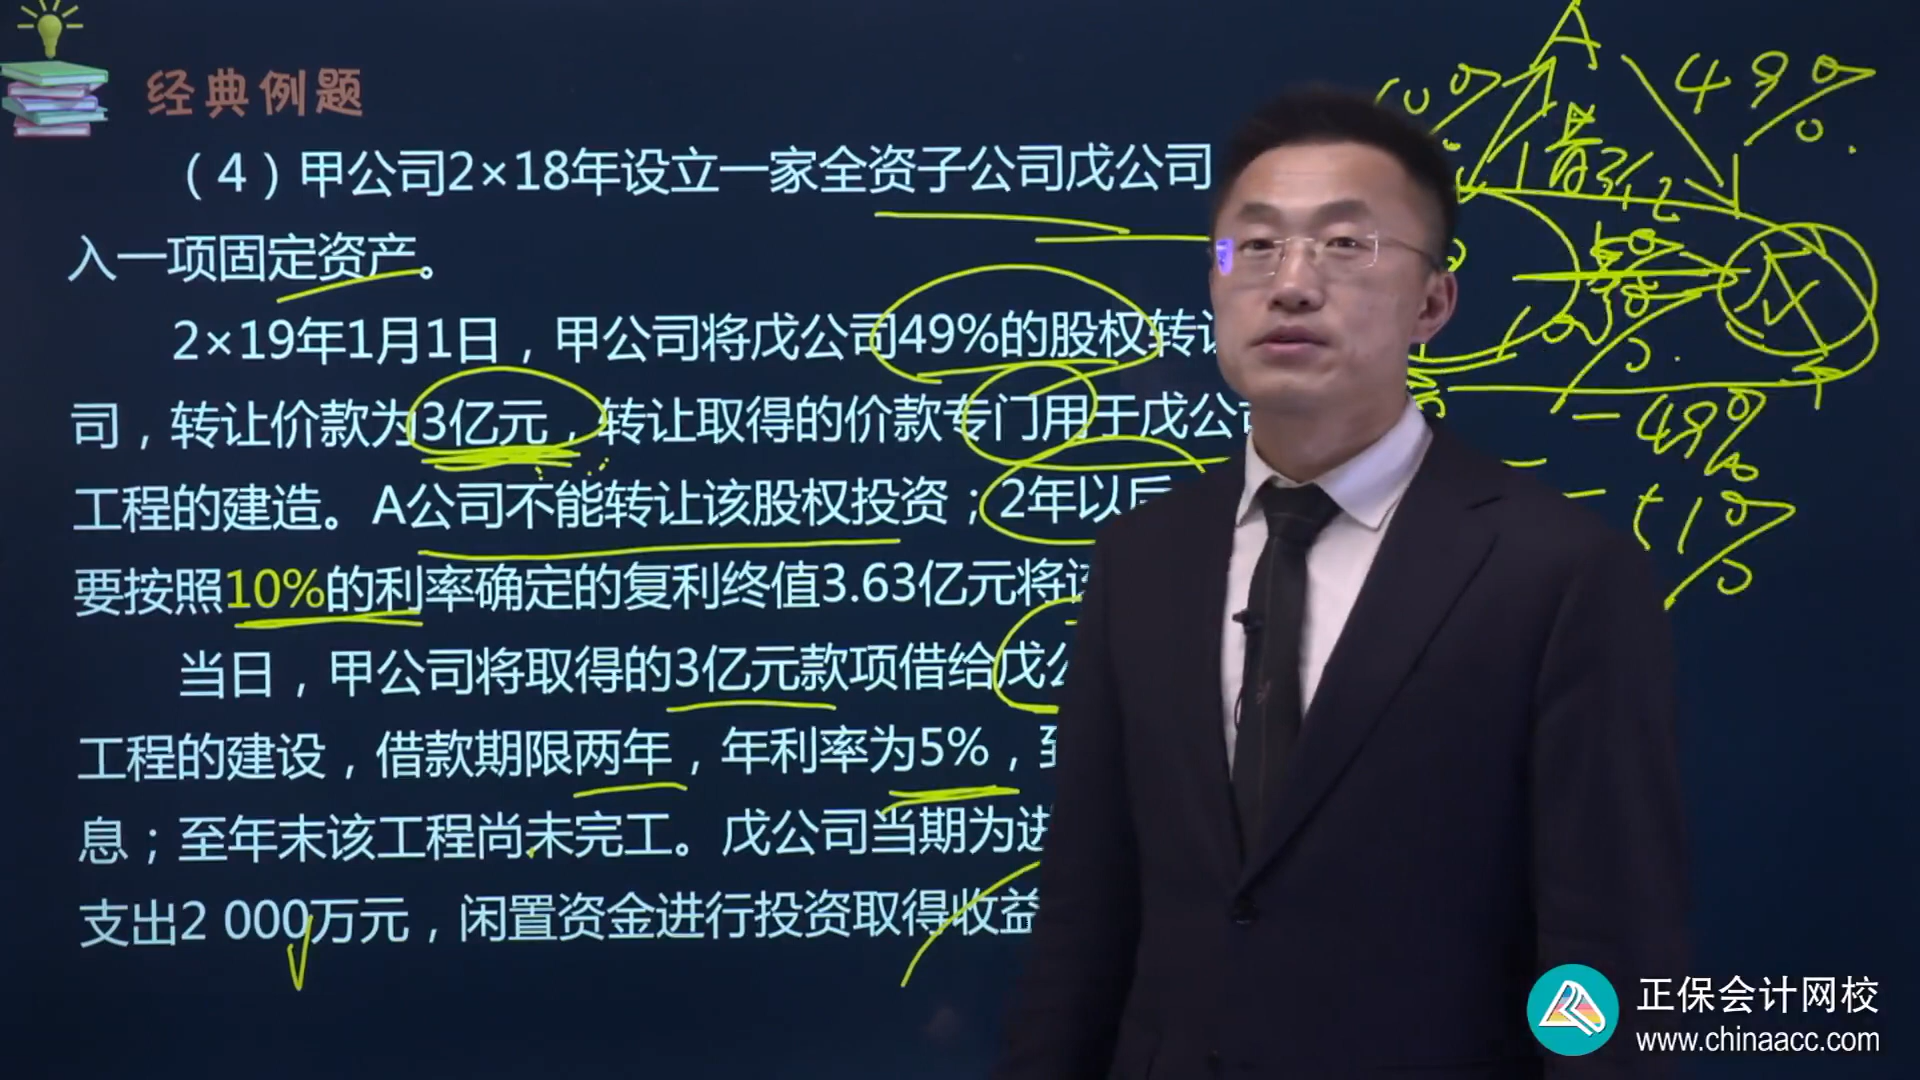 经典例题
（4）甲公司2×18年设立一家全资子公司戊公司
入一项固定资产。
2×19年1月1日，甲公司将戊公司49%的股权转让
司，转让价款为3亿元，转让取得的价款专门用于戊公司
工程的建造。A公司不能转让该股权投资；2年以后
要按照10%的利率确定的复利终值3.63亿元将该
当日，甲公司将取得的3亿元款项借给戊公
工程的建设，借款期限两年，年利率为5%，至
息；至年末该工程尚未完工。戊公司当期为进
支出2 000万元，闲置资金进行投资取得收益
A
49%
-49%
51%
正保会计网校
www.chinaacc.com